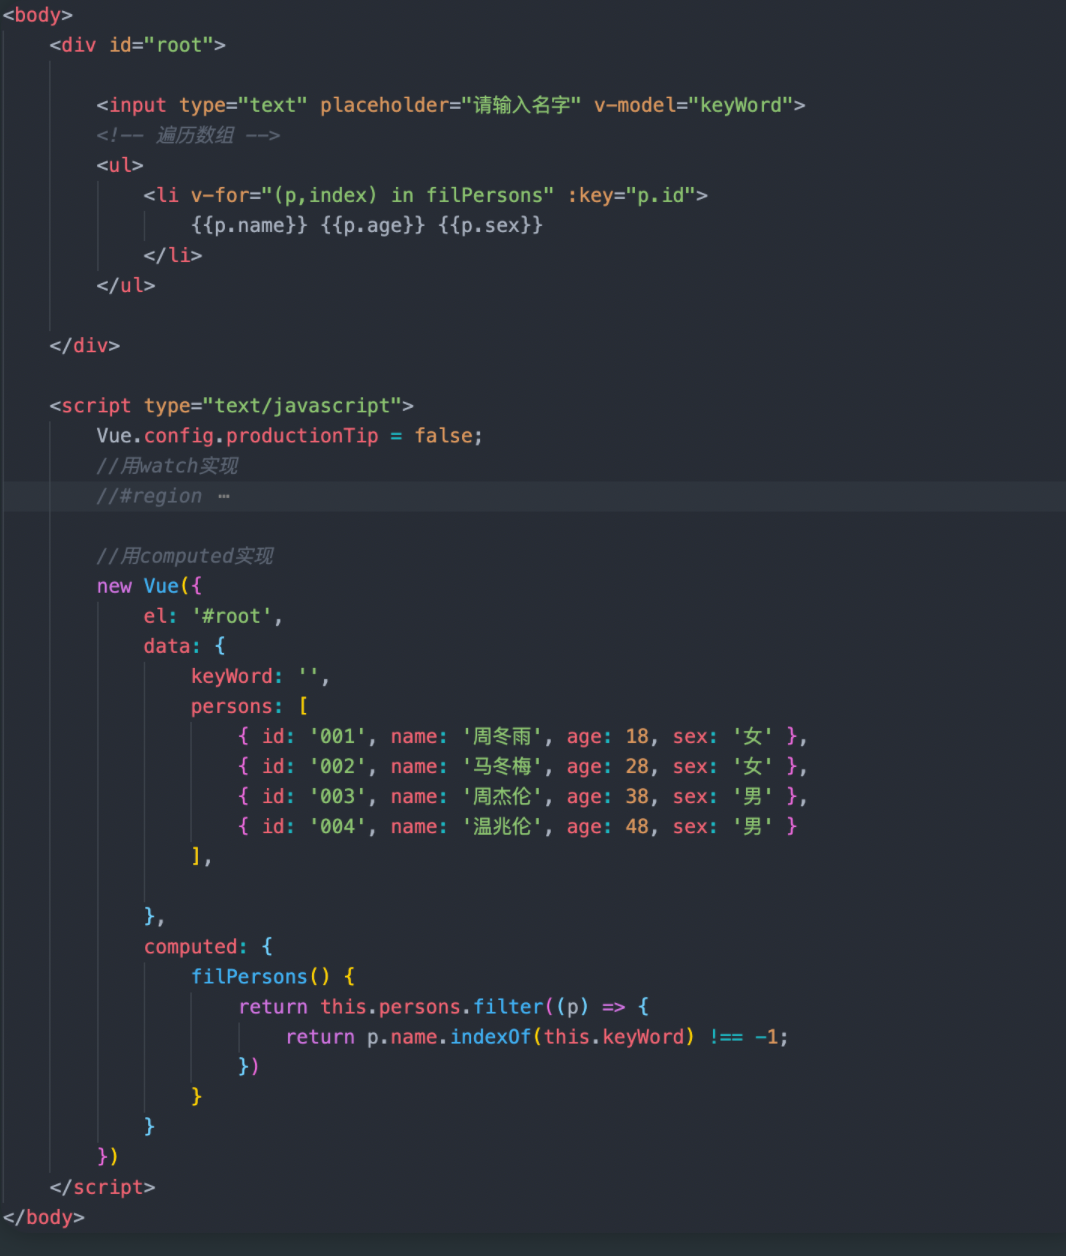 <body>
<div id="root">
<input type="text" placeholder="请输入名字" v-model="keyWord">
<!-- 遍历数组 -->
<ul>
<li v-for="(p,index) in filPersons" :key="p.id">
{{p.name}} {{p.age}} {{p.sex}}
</li>
</ul>
</div>
<script type="text/javascript">
Vue.config.productionTip = false;
//用watch实现
//#region ⋯
//用computed实现
new Vue({
el: '#root',
data: {
keyWord: '',
persons: [
{ id: '001', name: '周冬雨', age: 18, sex: '女' },
{ id: '002', name: '马冬梅', age: 28, sex: '女' },
{ id: '003', name: '周杰伦', age: 38, sex: '男' },
{ id: '004', name: '温兆伦', age: 48, sex: '男' }
],
},
computed: {
filPersons() {
return this.persons.filter((p) => {
return p.name.indexOf(this.keyWord) !== -1;
})
}
}
})
</script>
</body>